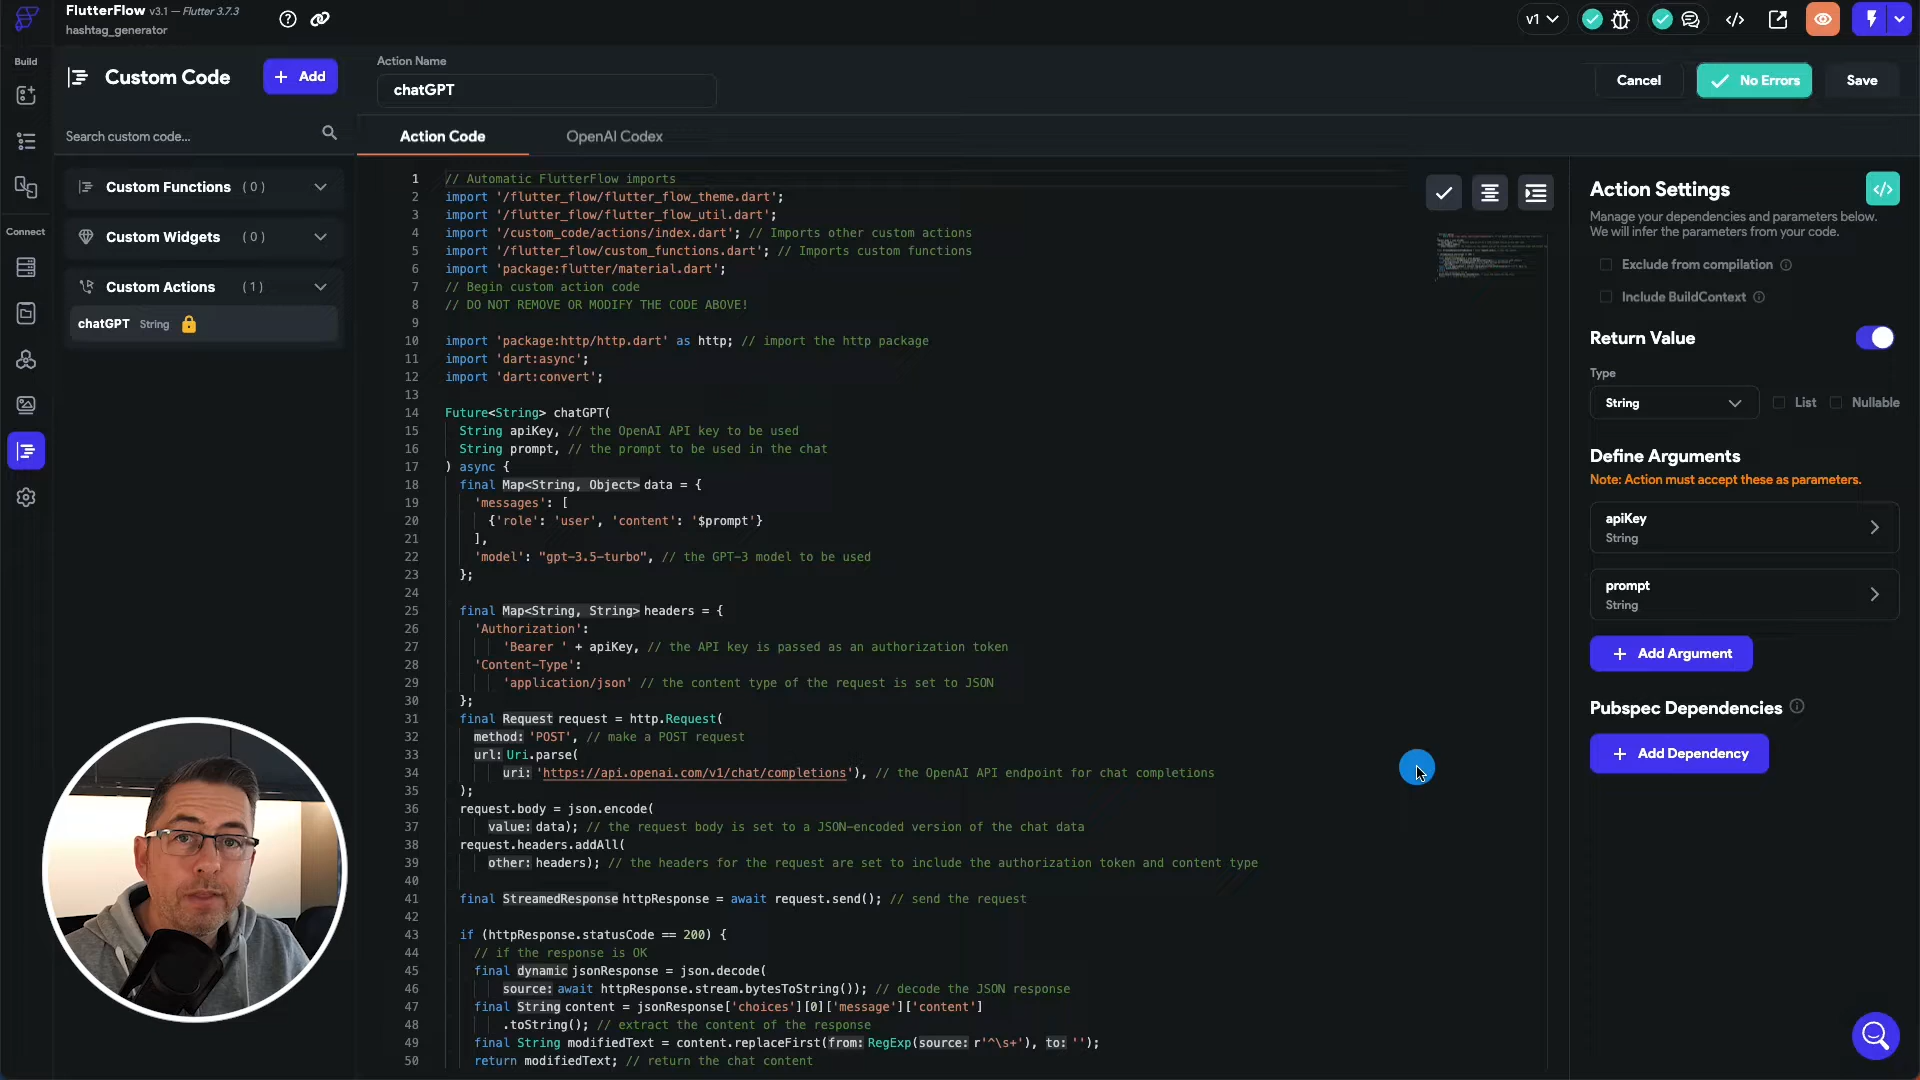 FlutterFlow v3.1 — Flutter 3.7.3
hashtag_generator
v1
Build
Connect
Custom Code
+ Add
Search custom code...
Custom Functions ( 0 )
Custom Widgets ( 0 )
Custom Actions ( 1 )
chatGPT String
Action Name
chatGPT
Cancel
No Errors
Save
Action Code
OpenAI Codex
1 // Automatic FlutterFlow imports
2 import '/flutter_flow/flutter_flow_theme.dart';
3 import '/flutter_flow/flutter_flow_util.dart';
4 import '/custom_code/actions/index.dart'; // Imports other custom actions
5 import '/flutter_flow/custom_functions.dart'; // Imports custom functions
6 import 'package:flutter/material.dart';
7 // Begin custom action code
8 // DO NOT REMOVE OR MODIFY THE CODE ABOVE!
9
10 import 'package:http/http.dart' as http; // import the http package
11 import 'dart:async';
12 import 'dart:convert';
13
14 Future<String> chatGPT(
15 String apiKey, // the OpenAI API key to be used
16 String prompt, // the prompt to be used in the chat
17 ) async {
18 final Map<String, Object> data = {
19 'messages': [
20 {'role': 'user', 'content': '$prompt'}
21 ],
22 'model': "gpt-3.5-turbo", // the GPT-3 model to be used
23 };
24
25 final Map<String, String> headers = {
26 'Authorization':
27 'Bearer ' + apiKey, // the API key is passed as an authorization token
28 'Content-Type':
29 'application/json' // the content type of the request is set to JSON
30 };
31 final Request request = http.Request(
32 method: 'POST', // make a POST request
33 url: Uri.parse(
34 uri: 'https://api.openai.com/v1/chat/completions'), // the OpenAI API endpoint for chat completions
35 );
36 request.body = json.encode(
37 value: data); // the request body is set to a JSON-encoded version of the chat data
38 request.headers.addAll(
39 other: headers); // the headers for the request are set to include the authorization token and content type
40
41 final StreamedResponse httpResponse = await request.send(); // send the request
42
43 if (httpResponse.statusCode == 200) {
44 // if the response is OK
45 final dynamic jsonResponse = json.decode(
46 source: await httpResponse.stream.bytesToString()); // decode the JSON response
47 final String content = jsonResponse['choices'][0]['message']['content']
48 .toString(); // extract the content of the response
49 final String modifiedText = content.replaceFirst(from: RegExp(source: r'^\s+'), to: '');
50 return modifiedText; // return the chat content
Action Settings
Manage your dependencies and parameters below.
We will infer the parameters from your code.
Exclude from compilation
Include BuildContext
Return Value
Type
String
List
Nullable
Define Arguments
Note: Action must accept these as parameters.
apiKey
String
prompt
String
+ Add Argument
Pubspec Dependencies
+ Add Dependency